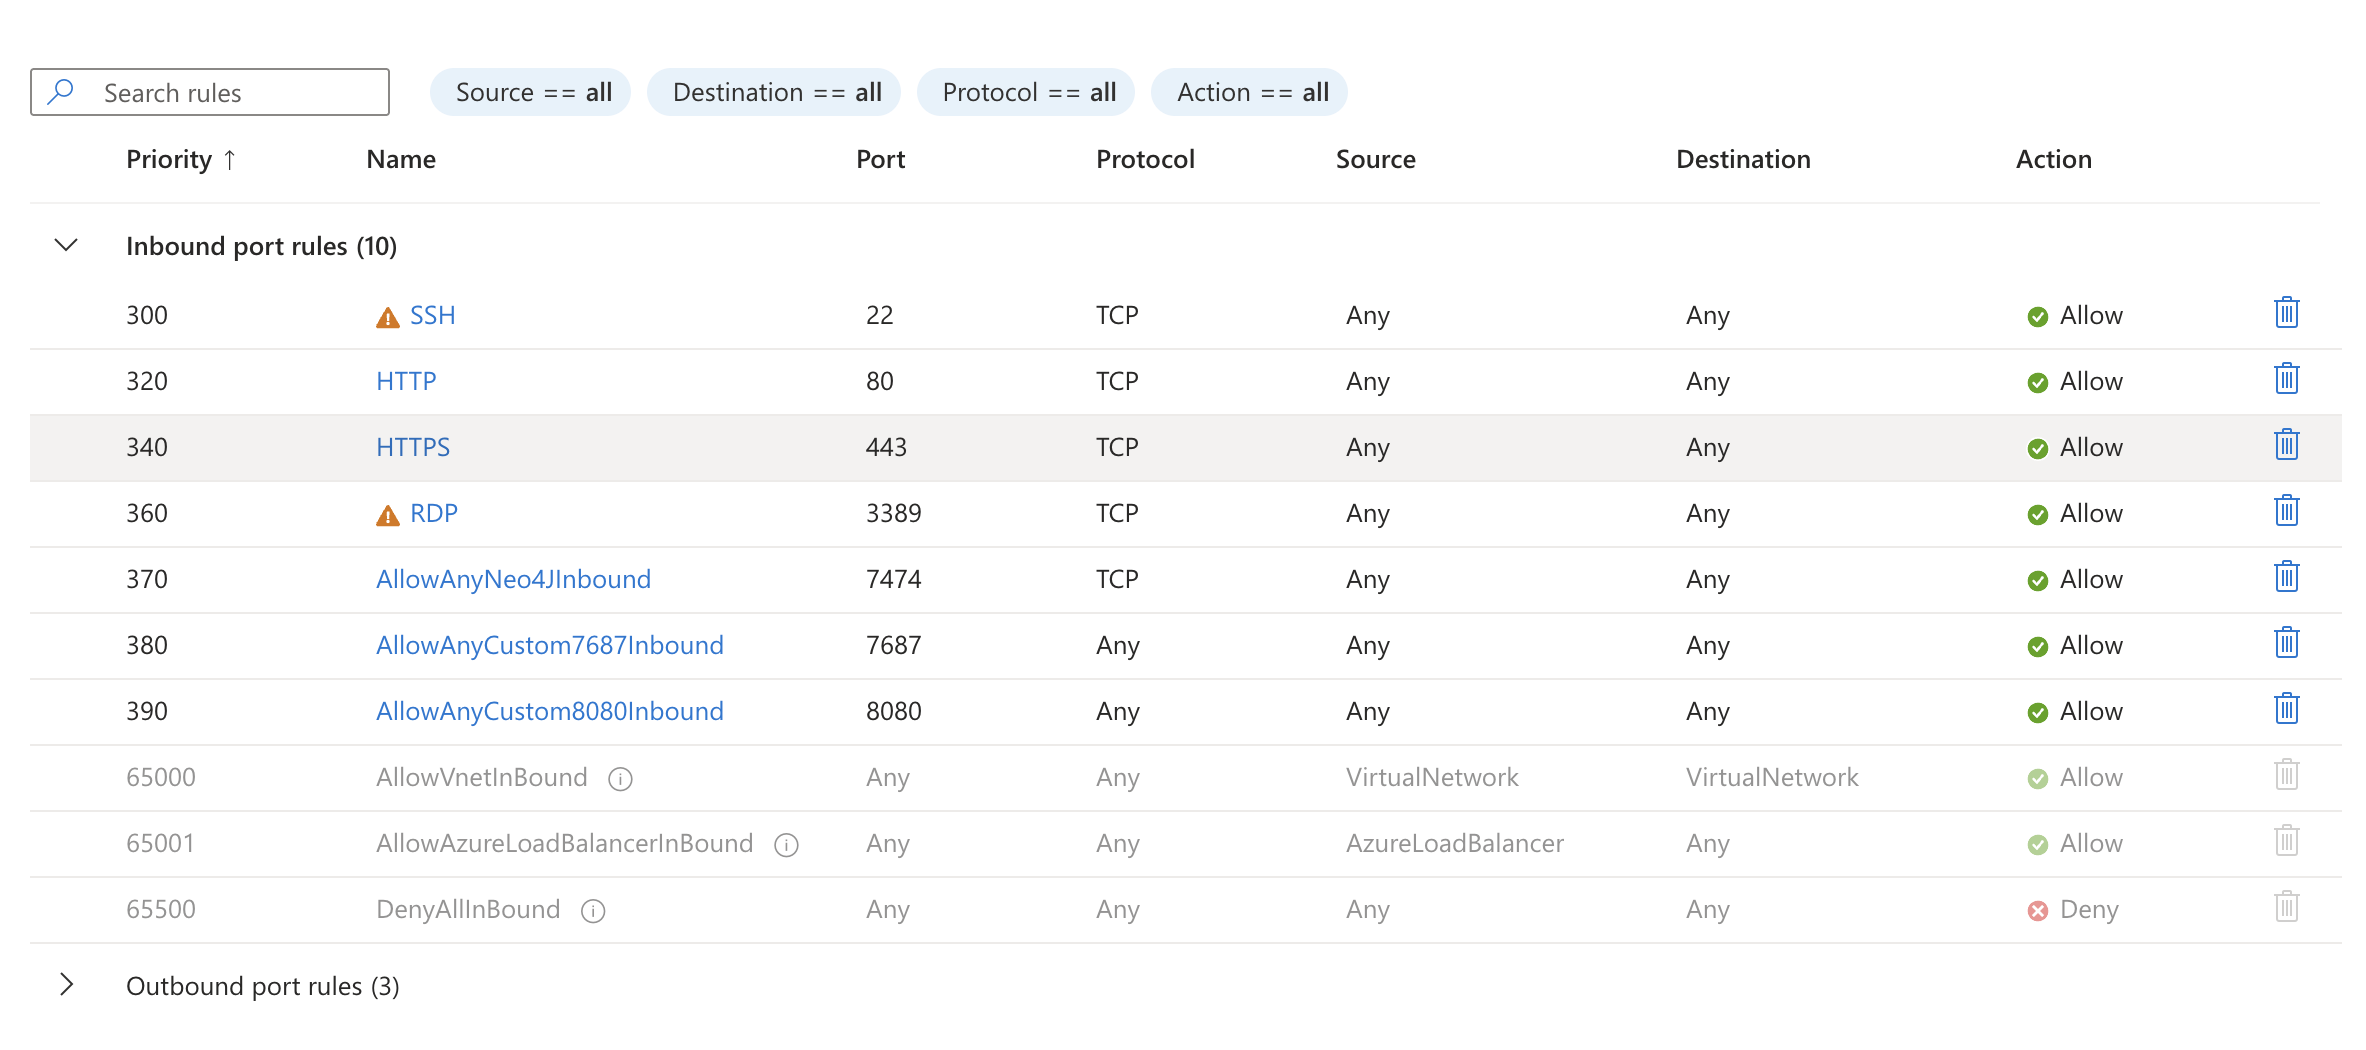 Search rules Source == all Destination == all Protocol == all Action == all
Priority ↑ Name Port Protocol Source Destination Action
Inbound port rules (10)
300 SSH 22 TCP Any Any Allow
320 HTTP 80 TCP Any Any Allow
340 HTTPS 443 TCP Any Any Allow
360 RDP 3389 TCP Any Any Allow
370 AllowAnyNeo4JInbound 7474 TCP Any Any Allow
380 AllowAnyCustom7687Inbound 7687 Any Any Any Allow
390 AllowAnyCustom8080Inbound 8080 Any Any Any Allow
65000 AllowVnetInBound Any Any VirtualNetwork VirtualNetwork Allow
65001 AllowAzureLoadBalancerInBound Any Any AzureLoadBalancer Any Allow
65500 DenyAllInBound Any Any Any Any Deny
Outbound port rules (3)